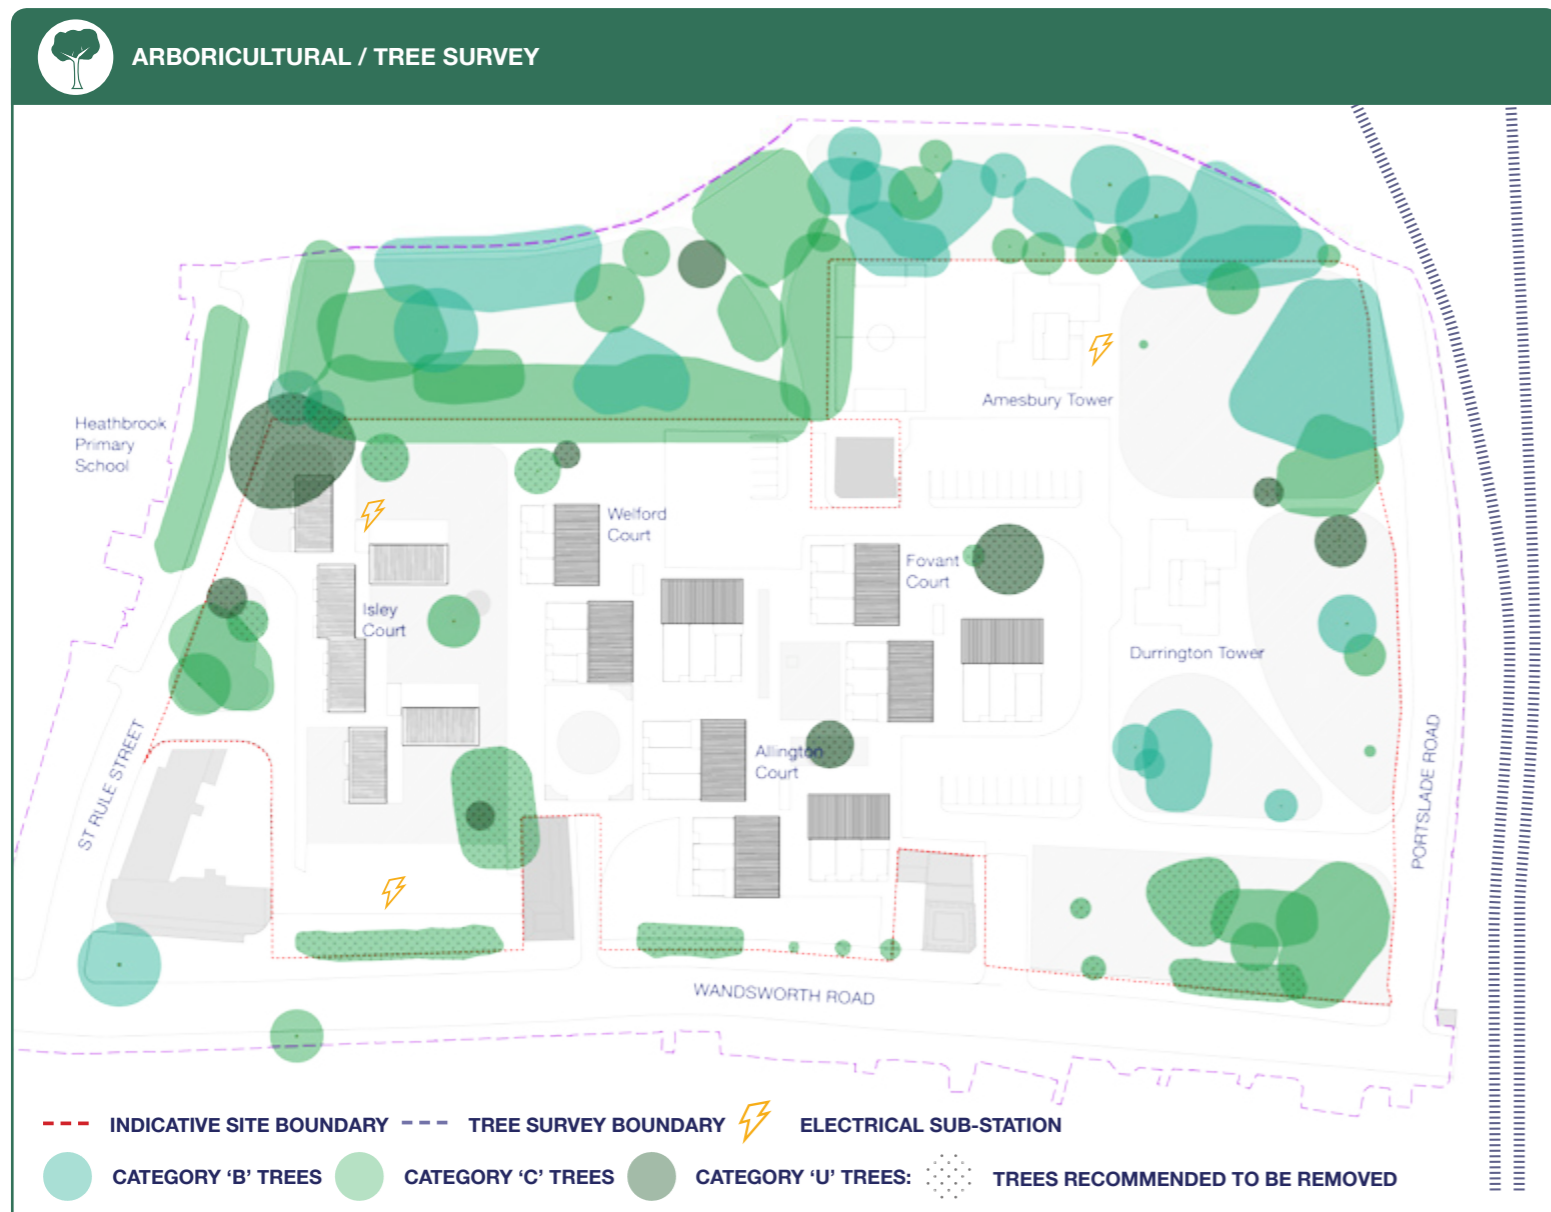 ARBORICULTURAL / TREE SURVEY
Heathbrook
Primary
School
Amesbury Tower
Welford
Court
Fovant
Court
Isley
Court
Durrington Tower
Allington
Court
ST RULE STREET
PORTSLADE ROAD
WANDSWORTH ROAD
INDICATIVE SITE BOUNDARY
TREE SURVEY BOUNDARY
ELECTRICAL SUB-STATION
CATEGORY ‘B’ TREES
CATEGORY ‘C’ TREES
CATEGORY ‘U’ TREES:
TREES RECOMMENDED TO BE REMOVED